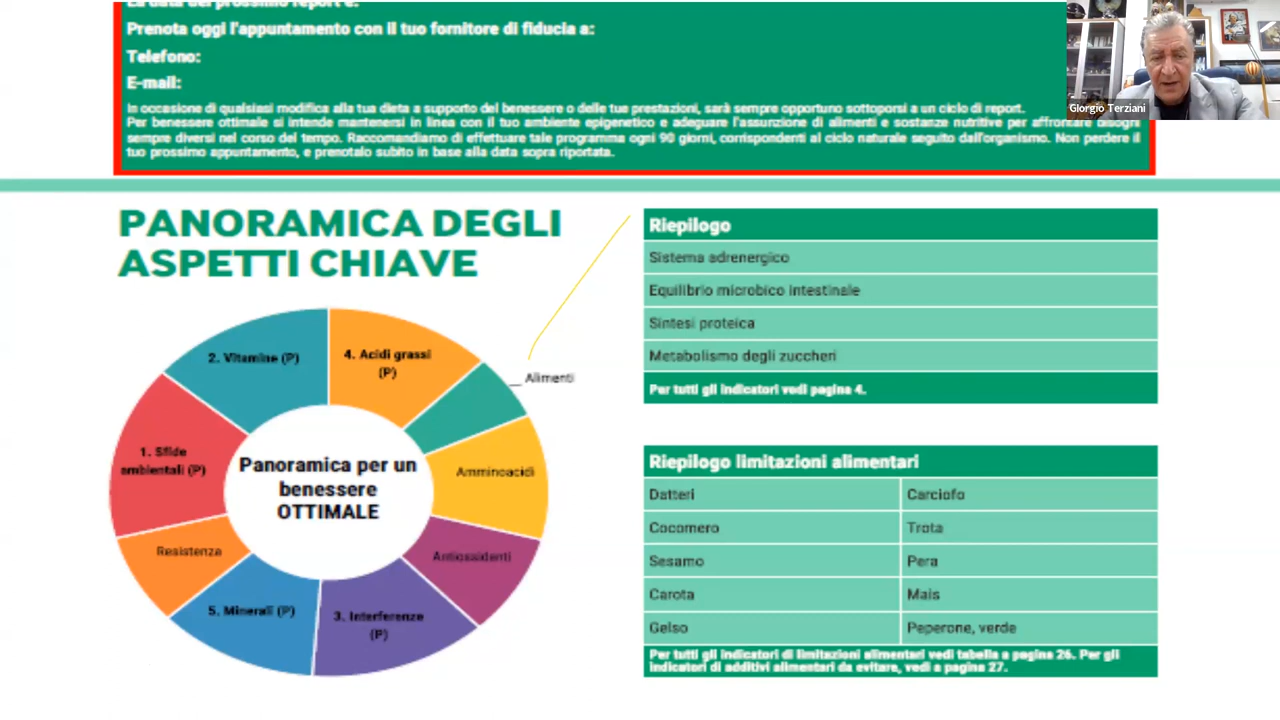 La data del prossimo report è:
Prenota oggi l'appuntamento con il tuo fornitore di fiducia a:
Telefono:
E-mail:
In occasione di qualsiasi modifica alla tua dieta a supporto del benessere o delle tue prestazioni, sarà sempre opportuno sottoporsi a un ciclo di report.
Per benessere ottimale si intende mantenersi in linea con il tuo ambiente epigenetico e adeguare l'assunzione di alimenti e sostanze nutritive per affrontare bisogni
sempre diversi nel corso del tempo. Raccomandiamo di effettuare tale programma ogni 90 giorni, corrispondenti al ciclo naturale seguito dall'organismo. Non perdere il
tuo prossimo appuntamento, e prenotalo subito in base alla data sopra riportata.
Giorgio Terziani
PANORAMICA DEGLI
ASPETTI CHIAVE
2. Vitamine (P)
4. Acidi grassi
(P)
__ Alimenti
1. Sfide
ambientali (P)
Amminoacidi
Panoramica per un
benessere
OTTIMALE
Resistenza
Antiossidenti
5. Minerali (P)
3. Interferenze
(P)
Riepilogo
Sistema adrenergico
Equilibrio microbico intestinale
Sintesi proteica
Metabolismo degli zuccheri
Per tutti gli indicatori vedi pagina 4.
Riepilogo limitazioni alimentari
Datteri Carciofo
Cocomero Trota
Sesamo Pera
Carota Mais
Gelso Peperone, verde
Per tutti gli indicatori di limitazioni alimentari vedi tabella a pagina 26. Per gli
indicatori di additivi alimentari da evitare, vedi a pagina 27.